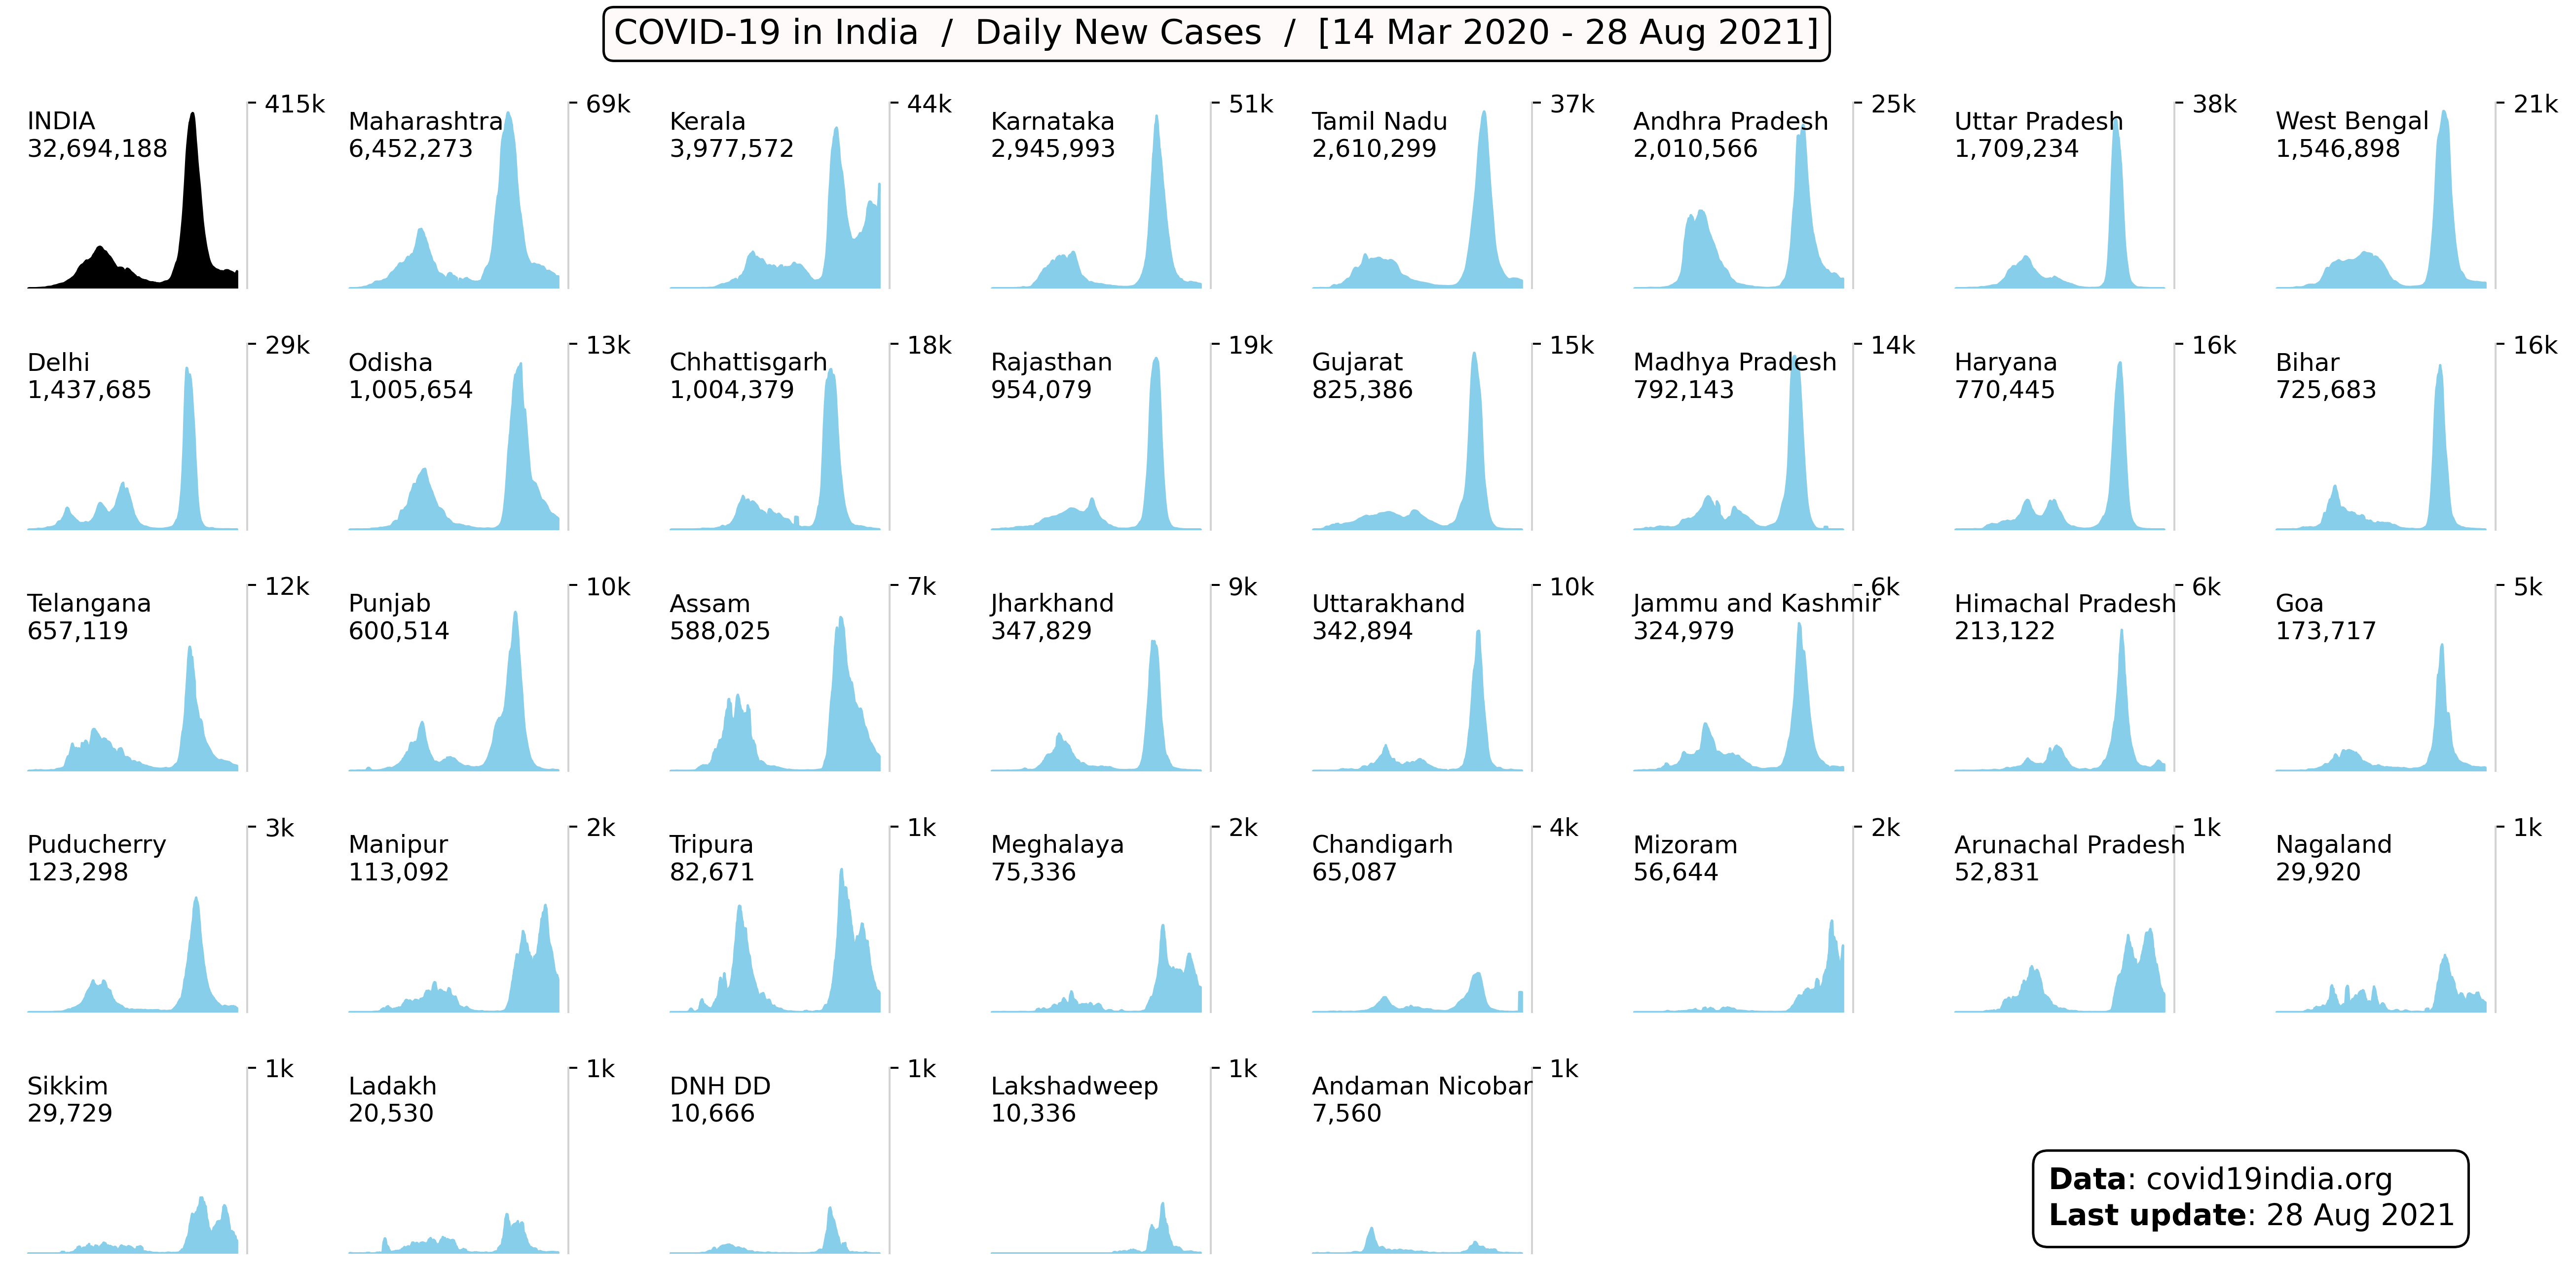 COVID-19 in India / Daily New Cases / [14 Mar 2020 - 28 Aug 2021]
INDIA
32,694,188
415k
Maharashtra
6,452,273
69k
Kerala
3,977,572
44k
Karnataka
2,945,993
51k
Tamil Nadu
2,610,299
37k
Andhra Pradesh
2,010,566
25k
Uttar Pradesh
1,709,234
38k
West Bengal
1,546,898
21k
Delhi
1,437,685
29k
Odisha
1,005,654
13k
Chhattisgarh
1,004,379
18k
Rajasthan
954,079
19k
Gujarat
825,386
15k
Madhya Pradesh
792,143
14k
Haryana
770,445
16k
Bihar
725,683
16k
Telangana
657,119
12k
Punjab
600,514
10k
Assam
588,025
7k
Jharkhand
347,829
9k
Uttarakhand
342,894
10k
Jammu and Kashmir
324,979
6k
Himachal Pradesh
213,122
6k
Goa
173,717
5k
Puducherry
123,298
3k
Manipur
113,092
2k
Tripura
82,671
1k
Meghalaya
75,336
2k
Chandigarh
65,087
4k
Mizoram
56,644
2k
Arunachal Pradesh
52,831
1k
Nagaland
29,920
1k
Sikkim
29,729
1k
Ladakh
20,530
1k
DNH DD
10,666
1k
Lakshadweep
10,336
1k
Andaman Nicobar
7,560
1k
Data: covid19india.org
Last update: 28 Aug 2021